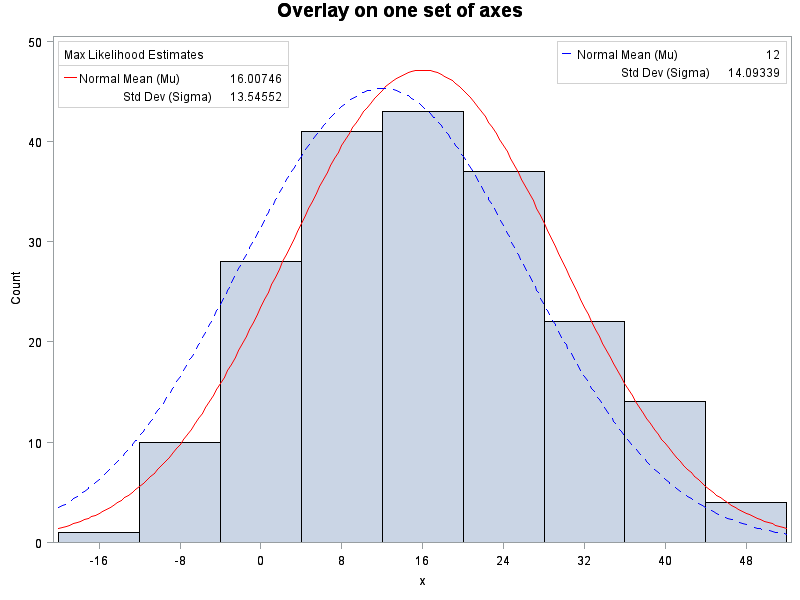 Overlay on one set of axes
Max Likelihood Estimates
Normal Mean (Mu) 16.00746
Std Dev (Sigma) 13.54552
Normal Mean (Mu) 12
Std Dev (Sigma) 14.09339
50
40
30
20
10
0
Count
-16 -8 0 8 16 24 32 40 48
x